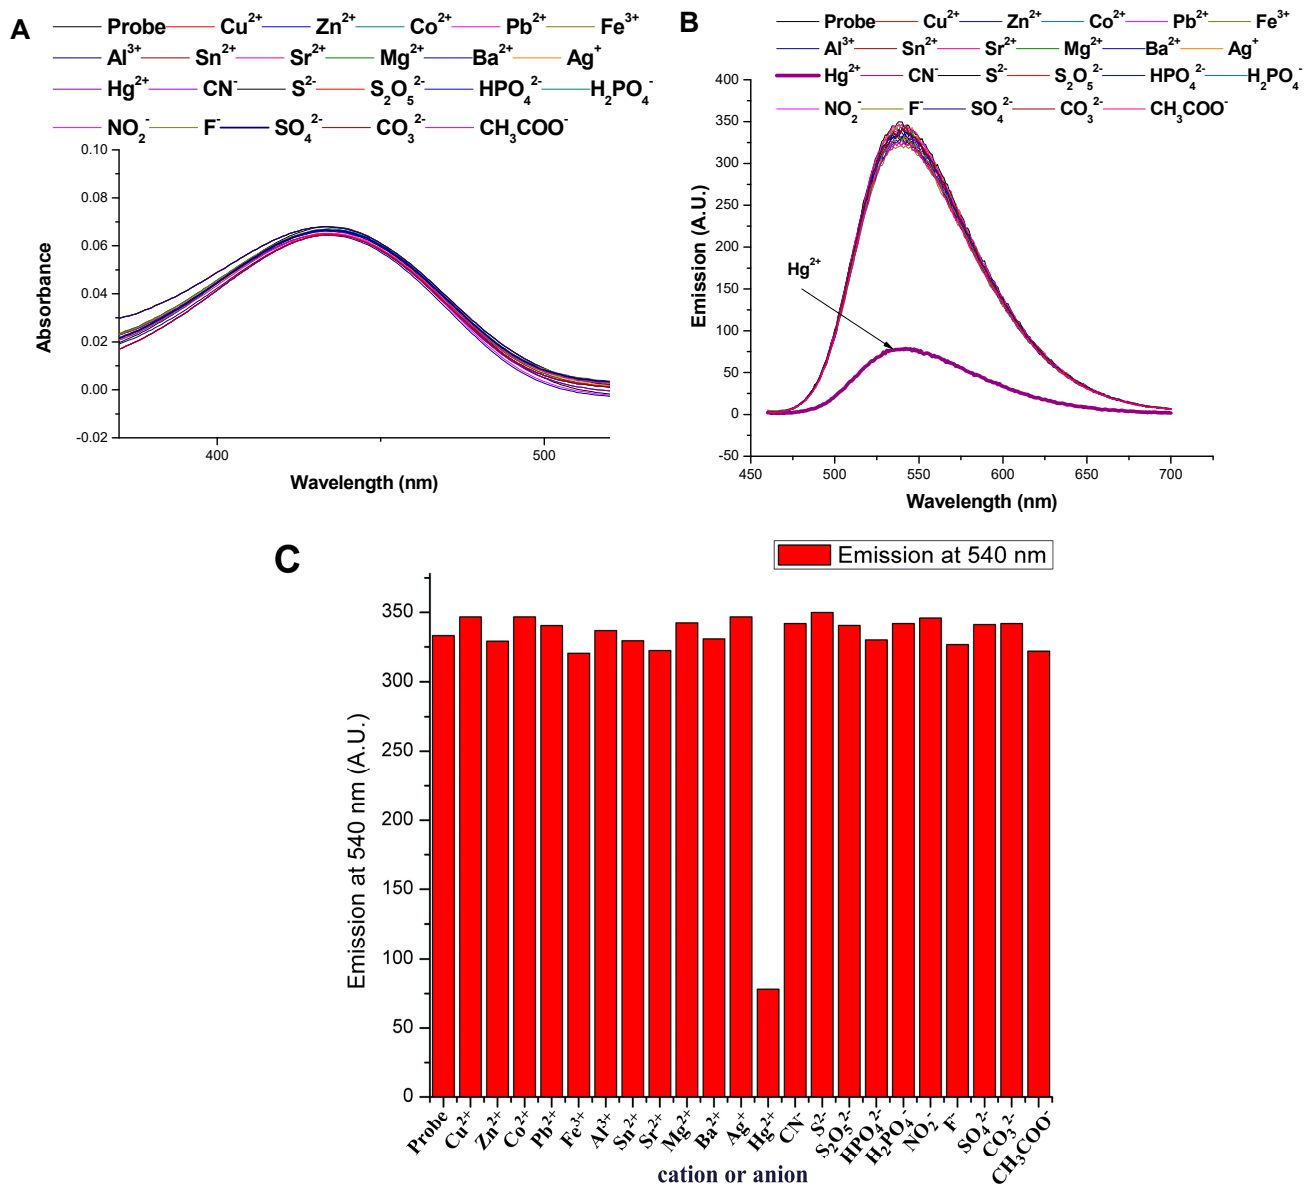 A
Probe Cu²⁺ Zn²⁺ Co²⁺ Pb²⁺ Fe³⁺
Al³⁺ Sn²⁺ Sr²⁺ Mg²⁺ Ba²⁺ Ag⁺
Hg²⁺ CN⁻ S²⁻ S₂O₅²⁻ HPO₄²⁻ H₂PO₄⁻
NO₂⁻ F⁻ SO₄²⁻ CO₃²⁻ CH₃COO⁻
0.10
0.08
0.06
0.04
0.02
0.00
-0.02
Absorbance
400 500
Wavelength (nm)
B
Probe Cu²⁺ Zn²⁺ Co²⁺ Pb²⁺ Fe³⁺
Al³⁺ Sn²⁺ Sr²⁺ Mg²⁺ Ba²⁺ Ag⁺
Hg²⁺ CN⁻ S²⁻ S₂O₅²⁻ HPO₄²⁻ H₂PO₄⁻
NO₂⁻ F⁻ SO₄²⁻ CO₃²⁻ CH₃COO⁻
400
350
300
250
200
150
100
50
0
-50
Emission (A.U.)
Hg²⁺
450 500 550 600 650 700
Wavelength (nm)
C
Emission at 540 nm
350
300
250
200
150
100
50
0
Emission at 540 nm (A.U.)
Probe Cu²⁺ Zn²⁺ Co²⁺ Pb²⁺ Fe³⁺ Al³⁺ Sn²⁺ Sr²⁺ Mg²⁺ Ba²⁺ Ag⁺ Hg²⁺ CN⁻ S²⁻ S₂O₅²⁻ HPO₄²⁻ H₂PO₄⁻ NO₂⁻ F⁻ SO₄²⁻ CO₃²⁻ CH₃COO⁻
cation or anion